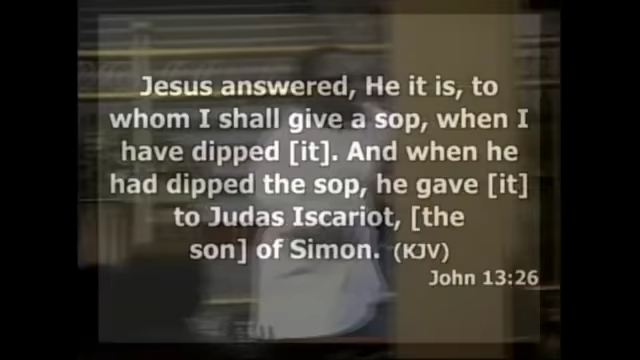 Jesus answered, He it is, to
whom I shall give a sop, when I
have dipped [it]. And when he
had dipped the sop, he gave [it]
to Judas Iscariot, [the
son] of Simon. (KJV)
John 13:26